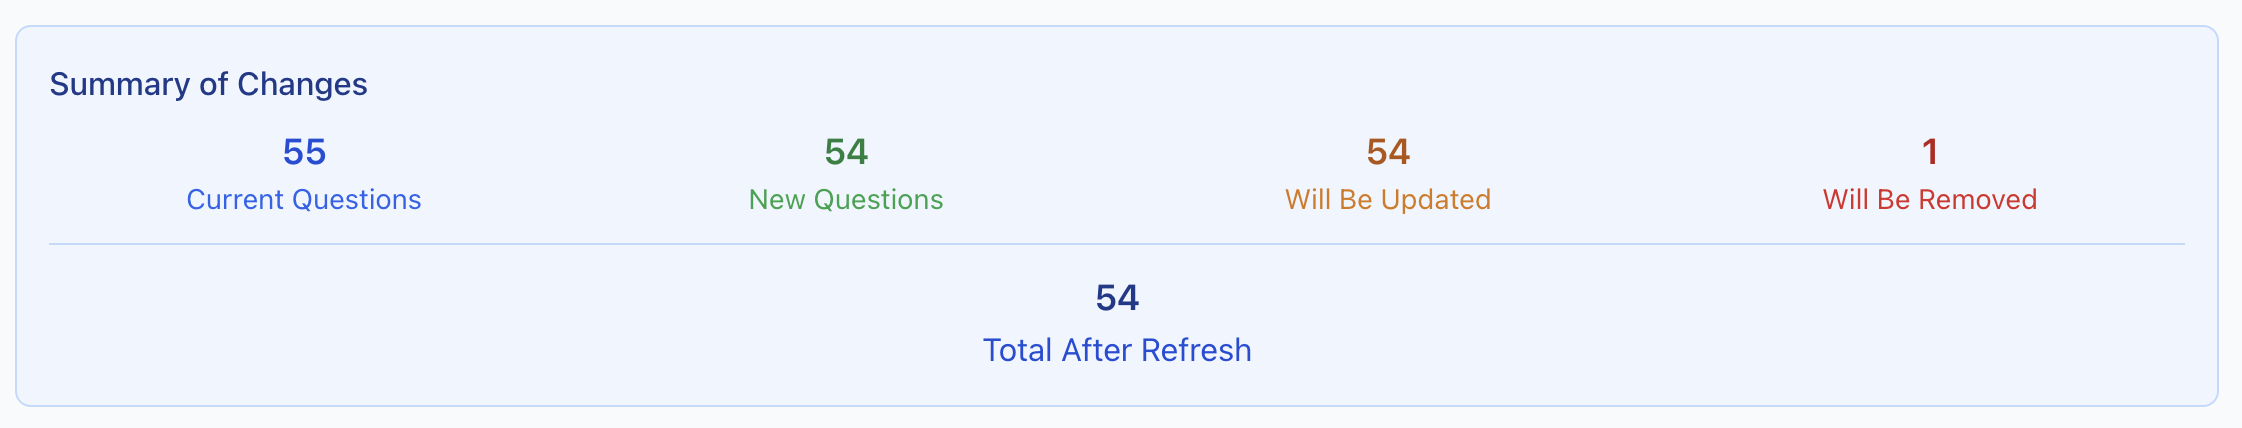 Summary of Changes
55
Current Questions
54
New Questions
54
Will Be Updated
1
Will Be Removed
54
Total After Refresh